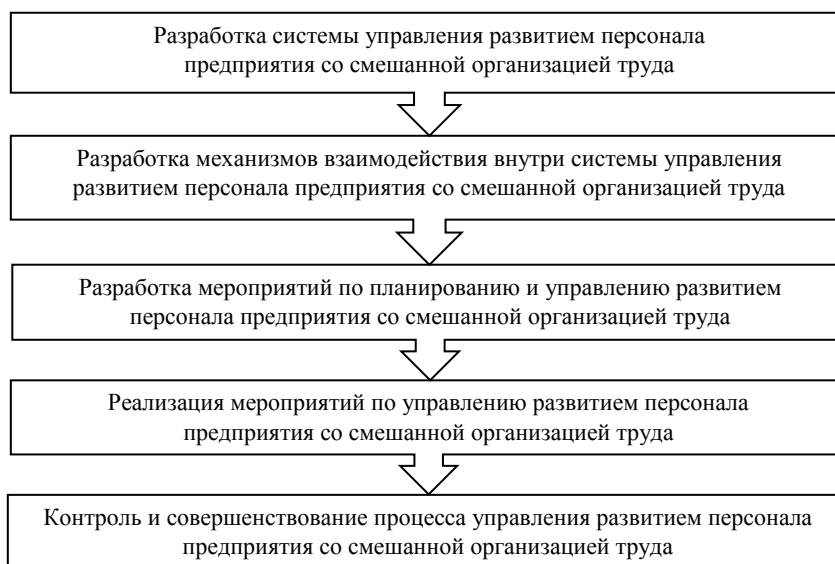 Разработка системы управления развитием персонала
предприятия со смешанной организацией труда
Разработка механизмов взаимодействия внутри системы управления
развитием персонала предприятия со смешанной организацией труда
Разработка мероприятий по планированию и управлению развитием
персонала предприятия со смешанной организацией труда
Реализация мероприятий по управлению развитием персонала
предприятия со смешанной организацией труда
Контроль и совершенствование процесса управления развитием персонала
предприятия со смешанной организацией труда